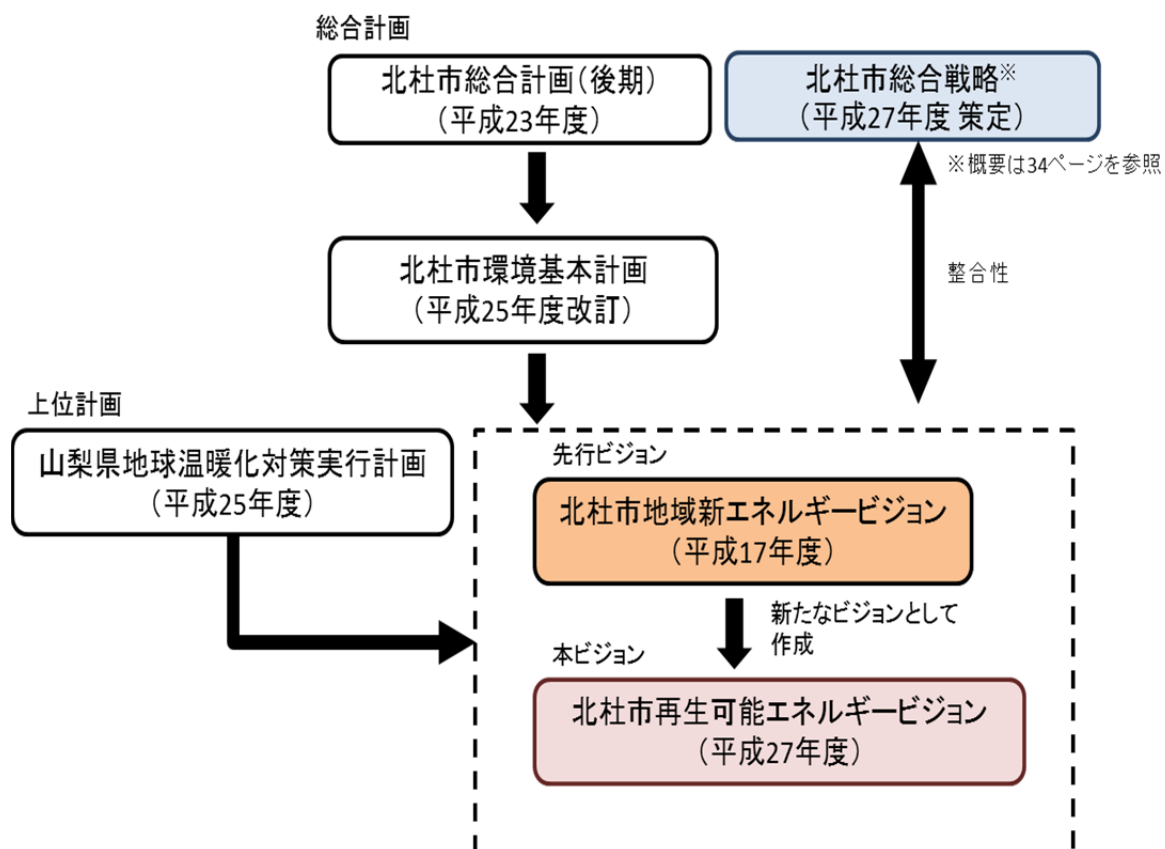 総合計画
北杜市総合計画（後期）
（平成23年度）
北杜市総合戦略※
（平成27年度 策定）
※概要は34ページを参照
北杜市環境基本計画
（平成25年度改訂）
整合性
上位計画
山梨県地球温暖化対策実行計画
（平成25年度）
先行ビジョン
北杜市地域新エネルギービジョン
（平成17年度）
新たなビジョンとして
作成
本ビジョン
北杜市再生可能エネルギービジョン
（平成27年度）